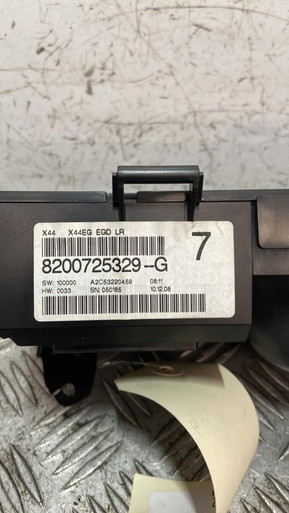 X44 X44EG EGD LR
7
8200725329--G
SW: 100000 A2C53220459 08:11
HW: 0033 SN: 050185 10.12.08